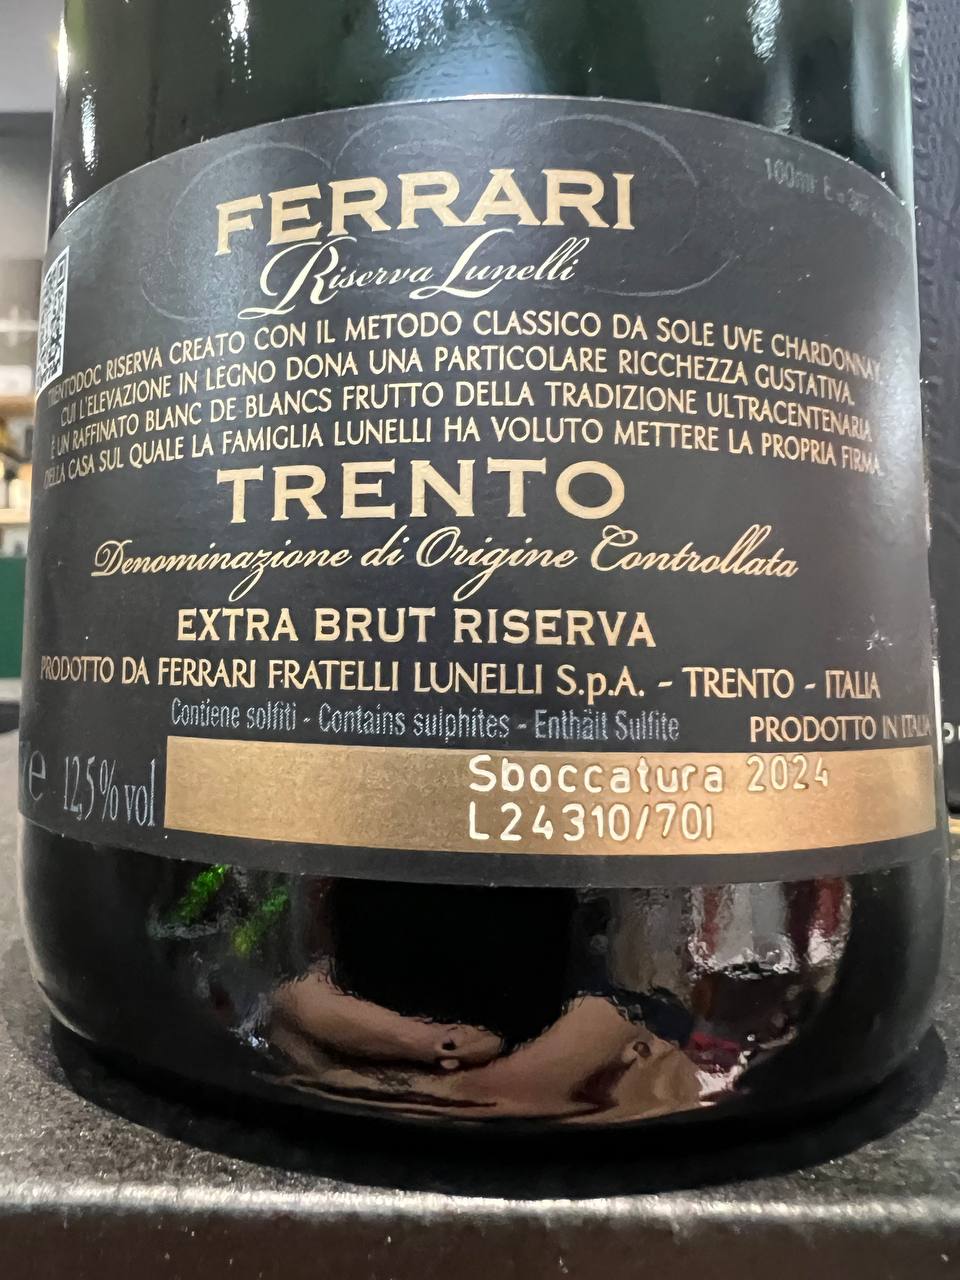 FERRARI
Riserva Lunelli
TRENTODOC RISERVA CREATO CON IL METODO CLASSICO DA SOLE UVE CHARDONNAY,
CUI L'ELEVAZIONE IN LEGNO DONA UNA PARTICOLARE RICCHEZZA GUSTATIVA.
È UN RAFFINATO BLANC DE BLANCS FRUTTO DELLA TRADIZIONE ULTRACENTENARIA
DELLA CASA SUL QUALE LA FAMIGLIA LUNELLI HA VOLUTO METTERE LA PROPRIA FIRMA.
TRENTO
Denominazione di Origine Controllata
EXTRA BRUT RISERVA
PRODOTTO DA FERRARI FRATELLI LUNELLI S.p.A. - TRENTO - ITALIA
Contiene solfiti - Contains sulphites - Enthält Sulfite
PRODOTTO IN ITALIA
e 12,5% vol
Sboccatura 2024
L24310/701